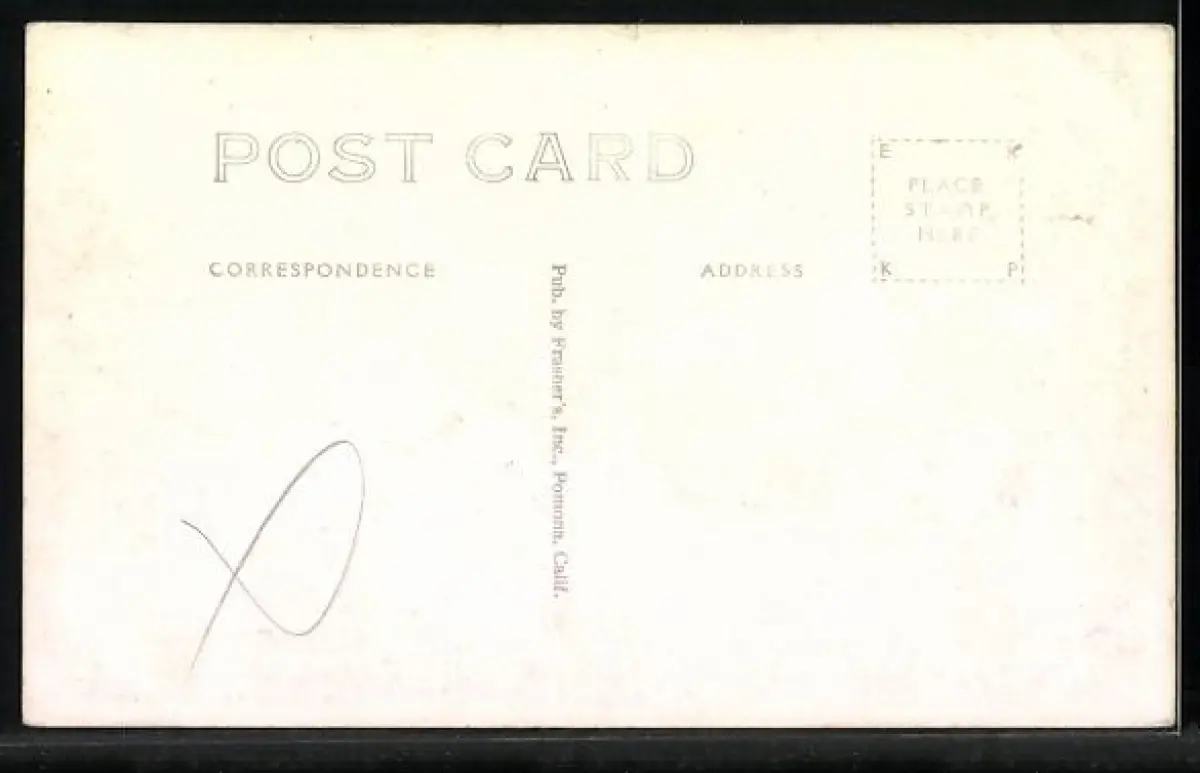 POST CARD
E K
PLACE
STAMP
HERE
K P
CORRESPONDENCE
ADDRESS
Pub. by Frasher's, Inc., Pomona, Calif.